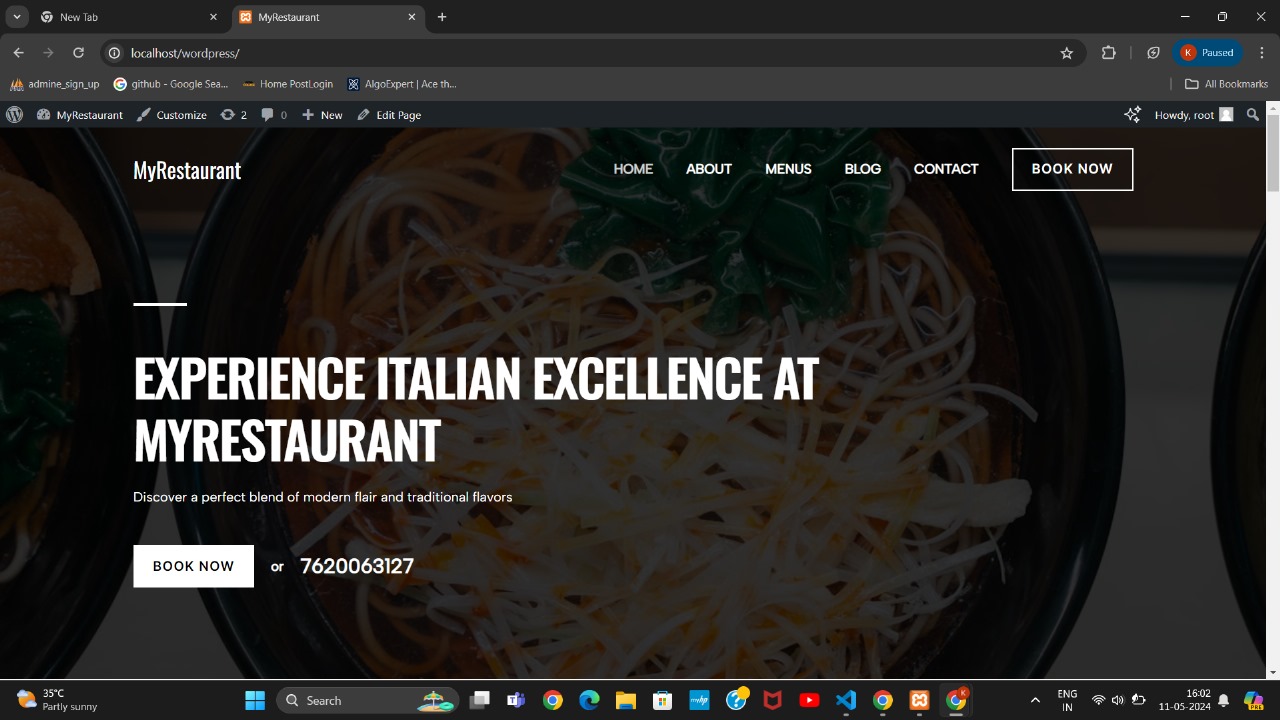 New Tab
MyRestaurant
localhost/wordpress/
K Paused
admine_sign_up
github - Google Sea...
Home PostLogin
AlgoExpert | Ace th...
All Bookmarks
MyRestaurant
Customize
2
0
New
Edit Page
Howdy, root
MyRestaurant
HOME
ABOUT
MENUS
BLOG
CONTACT
BOOK NOW
EXPERIENCE ITALIAN EXCELLENCE AT
MYRESTAURANT
Discover a perfect blend of modern flair and traditional flavors
BOOK NOW or 7620063127
35°C
Partly sunny
Search
ENG
IN
16:02
11-05-2024